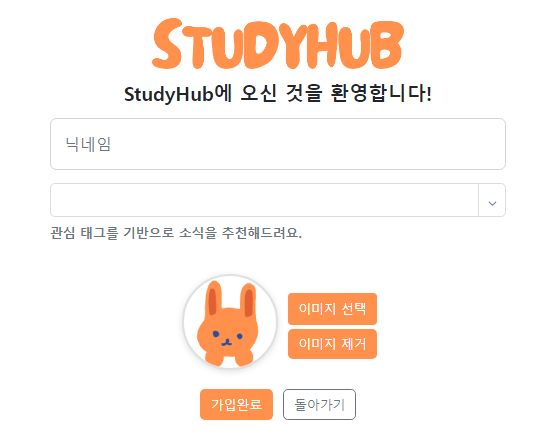 STUDYHUB
StudyHub에 오신 것을 환영합니다!
닉네임
관심 태그를 기반으로 소식을 추천해드려요.
이미지 선택
이미지 제거
가입완료 돌아가기